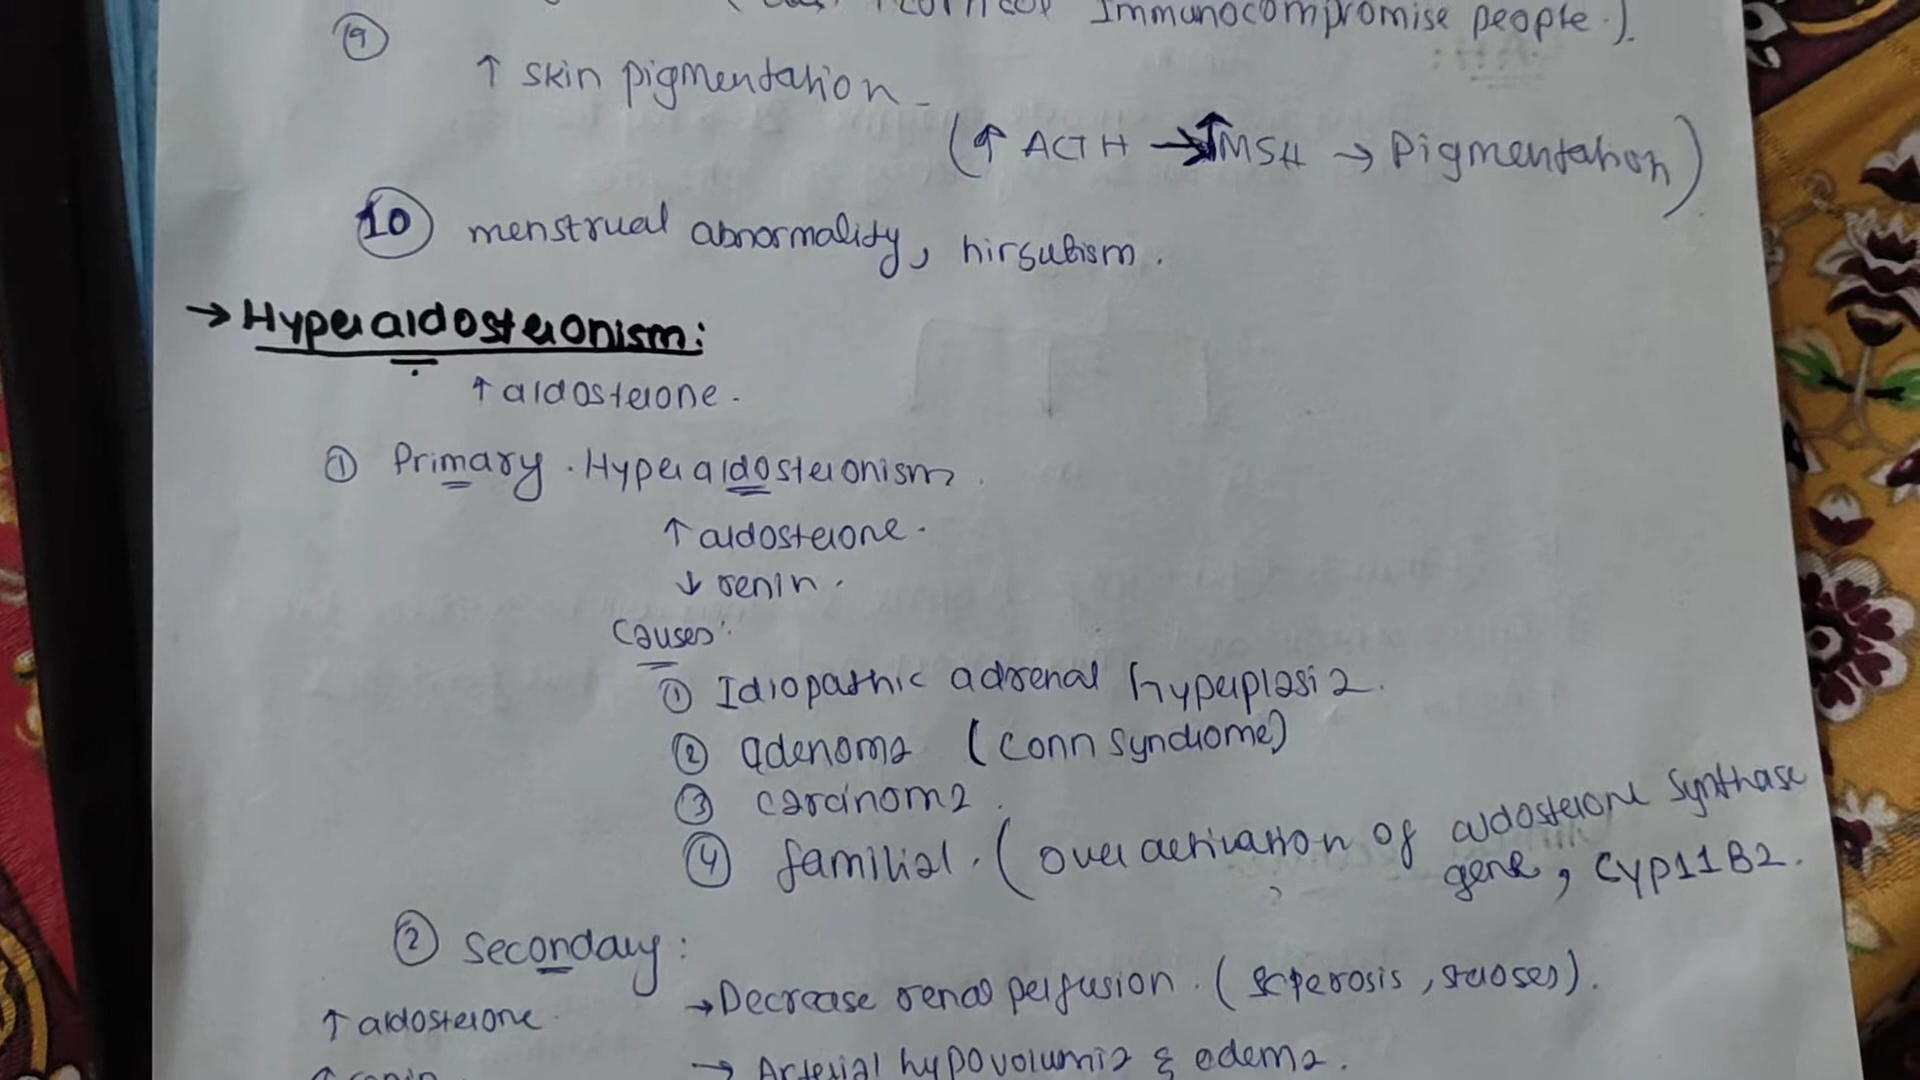 Immunocompromise people.).
⑨
↑ skin pigmentation -
(↑ ACTH → ↑MSH → Pigmentation)
⑩ menstrual abnormality, hirsutism.
→ Hyperaldosteronism:
↑ aldosterone.
① Primary . Hyperaldosteronism.
↑ aldosterone.
↓ renin.
Causes:
① Idiopathic adrenal hyperplasia.
② adenoma (Conn Syndrome)
③ carcinoma.
④ familial. (over activation of aldosterone synthase
gene, CYP11B2.
② Secondary:
→ Decrease renal perfusion. (
↑ aldosterone.
→ Arterial hypovolumia & edema.
↑ renin